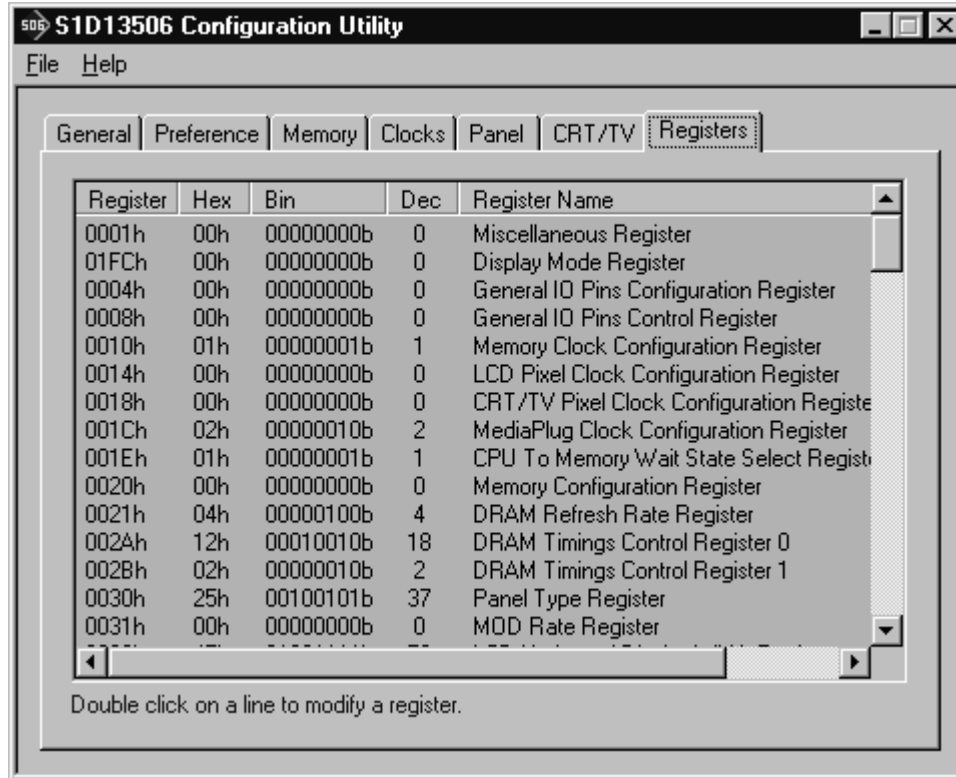 506 S1D13506 Configuration Utility
File Help
General Preference Memory Clocks Panel CRT/TV Registers
Register Hex Bin Dec Register Name
0001h 00h 00000000b 0 Miscellaneous Register
01FCh 00h 00000000b 0 Display Mode Register
0004h 00h 00000000b 0 General IO Pins Configuration Register
0008h 00h 00000000b 0 General IO Pins Control Register
0010h 01h 00000001b 1 Memory Clock Configuration Register
0014h 00h 00000000b 0 LCD Pixel Clock Configuration Register
0018h 00h 00000000b 0 CRT/TV Pixel Clock Configuration Registe
001Ch 02h 00000010b 2 MediaPlug Clock Configuration Register
001Eh 01h 00000001b 1 CPU To Memory Wait State Select Regist
0020h 00h 00000000b 0 Memory Configuration Register
0021h 04h 00000100b 4 DRAM Refresh Rate Register
002Ah 12h 00010010b 18 DRAM Timings Control Register 0
002Bh 02h 00000010b 2 DRAM Timings Control Register 1
0030h 25h 00100101b 37 Panel Type Register
0031h 00h 00000000b 0 MOD Rate Register
Double click on a line to modify a register.